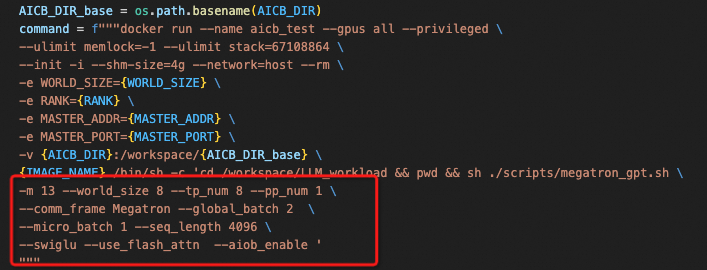 AICB_DIR_base = os.path.basename(AICB_DIR)
command = f"""docker run --name aicb_test --gpus all --privileged \
--ulimit memlock=-1 --ulimit stack=67108864 \
--init -i --shm-size=4g --network=host --rm \
-e WORLD_SIZE={WORLD_SIZE} \
-e RANK={RANK} \
-e MASTER_ADDR={MASTER_ADDR} \
-e MASTER_PORT={MASTER_PORT} \
-v {AICB_DIR}:/workspace/{AICB_DIR_base} \
{IMAGE_NAME} /bin/sh -c 'cd /workspace/LLM_workload && pwd && sh ./scripts/megatron_gpt.sh \
-m 13 --world_size 8 --tp_num 8 --pp_num 1 \
--comm_frame Megatron --global_batch 2  \
--micro_batch 1 --seq_length 4096 \
--swiglu --use_flash_attn  --aiob_enable '
"""